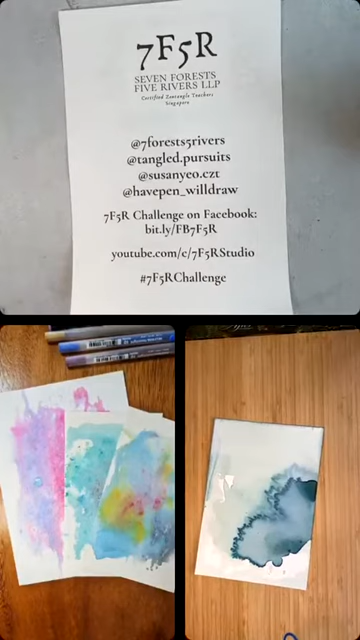 7F5R
SEVEN FORESTS
FIVE RIVERS LLP
Certified Zentangle Teachers
Singapore
@7forests5rivers
@tangled.pursuits
@susanyeo.czt
@havepen_willdraw
7F5R Challenge on Facebook:
bit.ly/FB7F5R
youtube.com/c/7F5RStudio
#7F5RChallenge